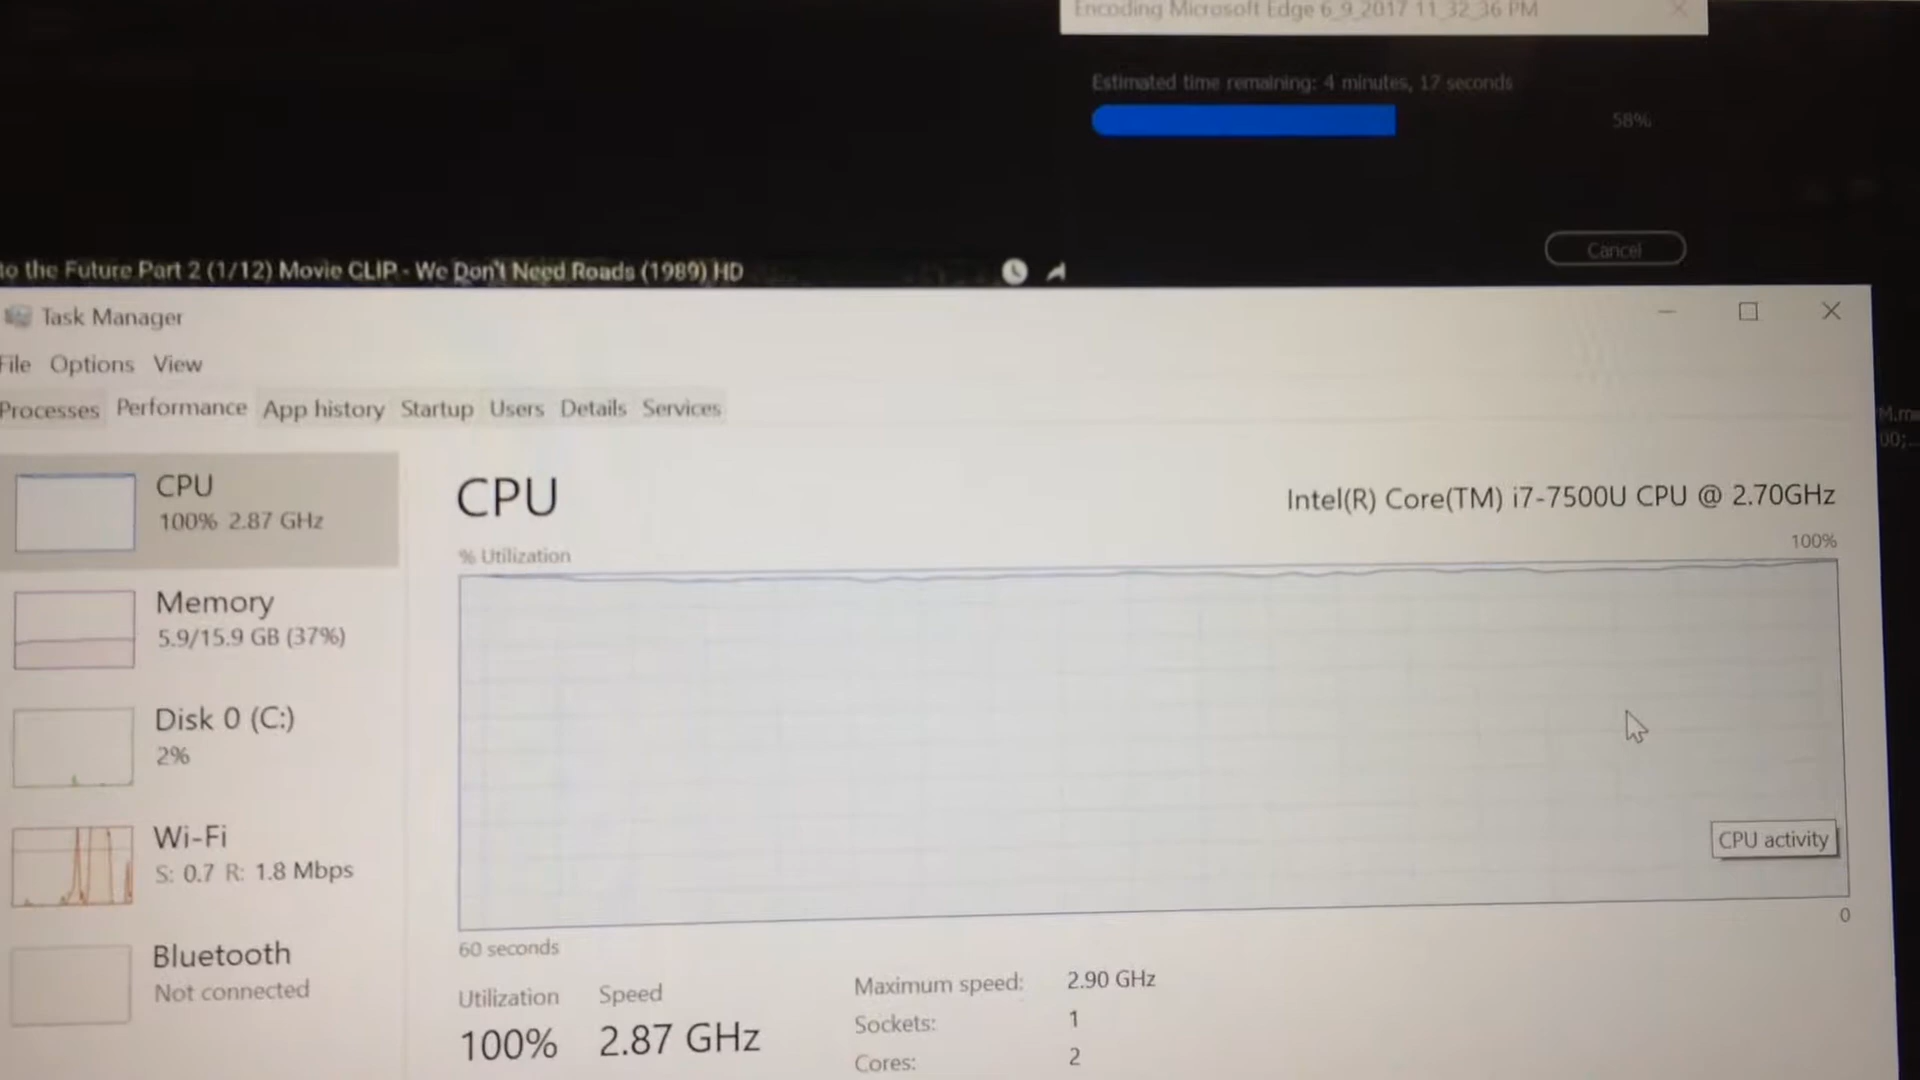 Encoding Microsoft Edge 6_9_2017 11_32_36 PM
Estimated time remaining: 4 minutes, 17 seconds
58%
Cancel
to the Future Part 2 (1/12) Movie CLIP - We Don't Need Roads (1989) HD
Task Manager
File Options View
Processes Performance App history Startup Users Details Services
CPU
100% 2.87 GHz
Memory
5.9/15.9 GB (37%)
Disk 0 (C:)
2%
Wi-Fi
S: 0.7 R: 1.8 Mbps
Bluetooth
Not connected
CPU
Intel(R) Core(TM) i7-7500U CPU @ 2.70GHz
% Utilization
100%
CPU activity
60 seconds
0
Utilization
100%
Speed
2.87 GHz
Maximum speed: 2.90 GHz
Sockets: 1
Cores: 2